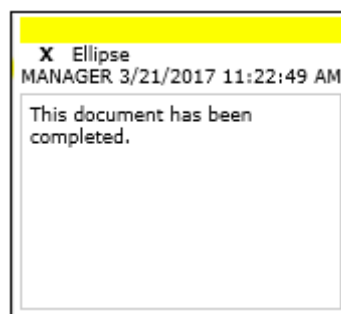 X Ellipse
MANAGER 3/21/2017 11:22:49 AM
This document has been
completed.